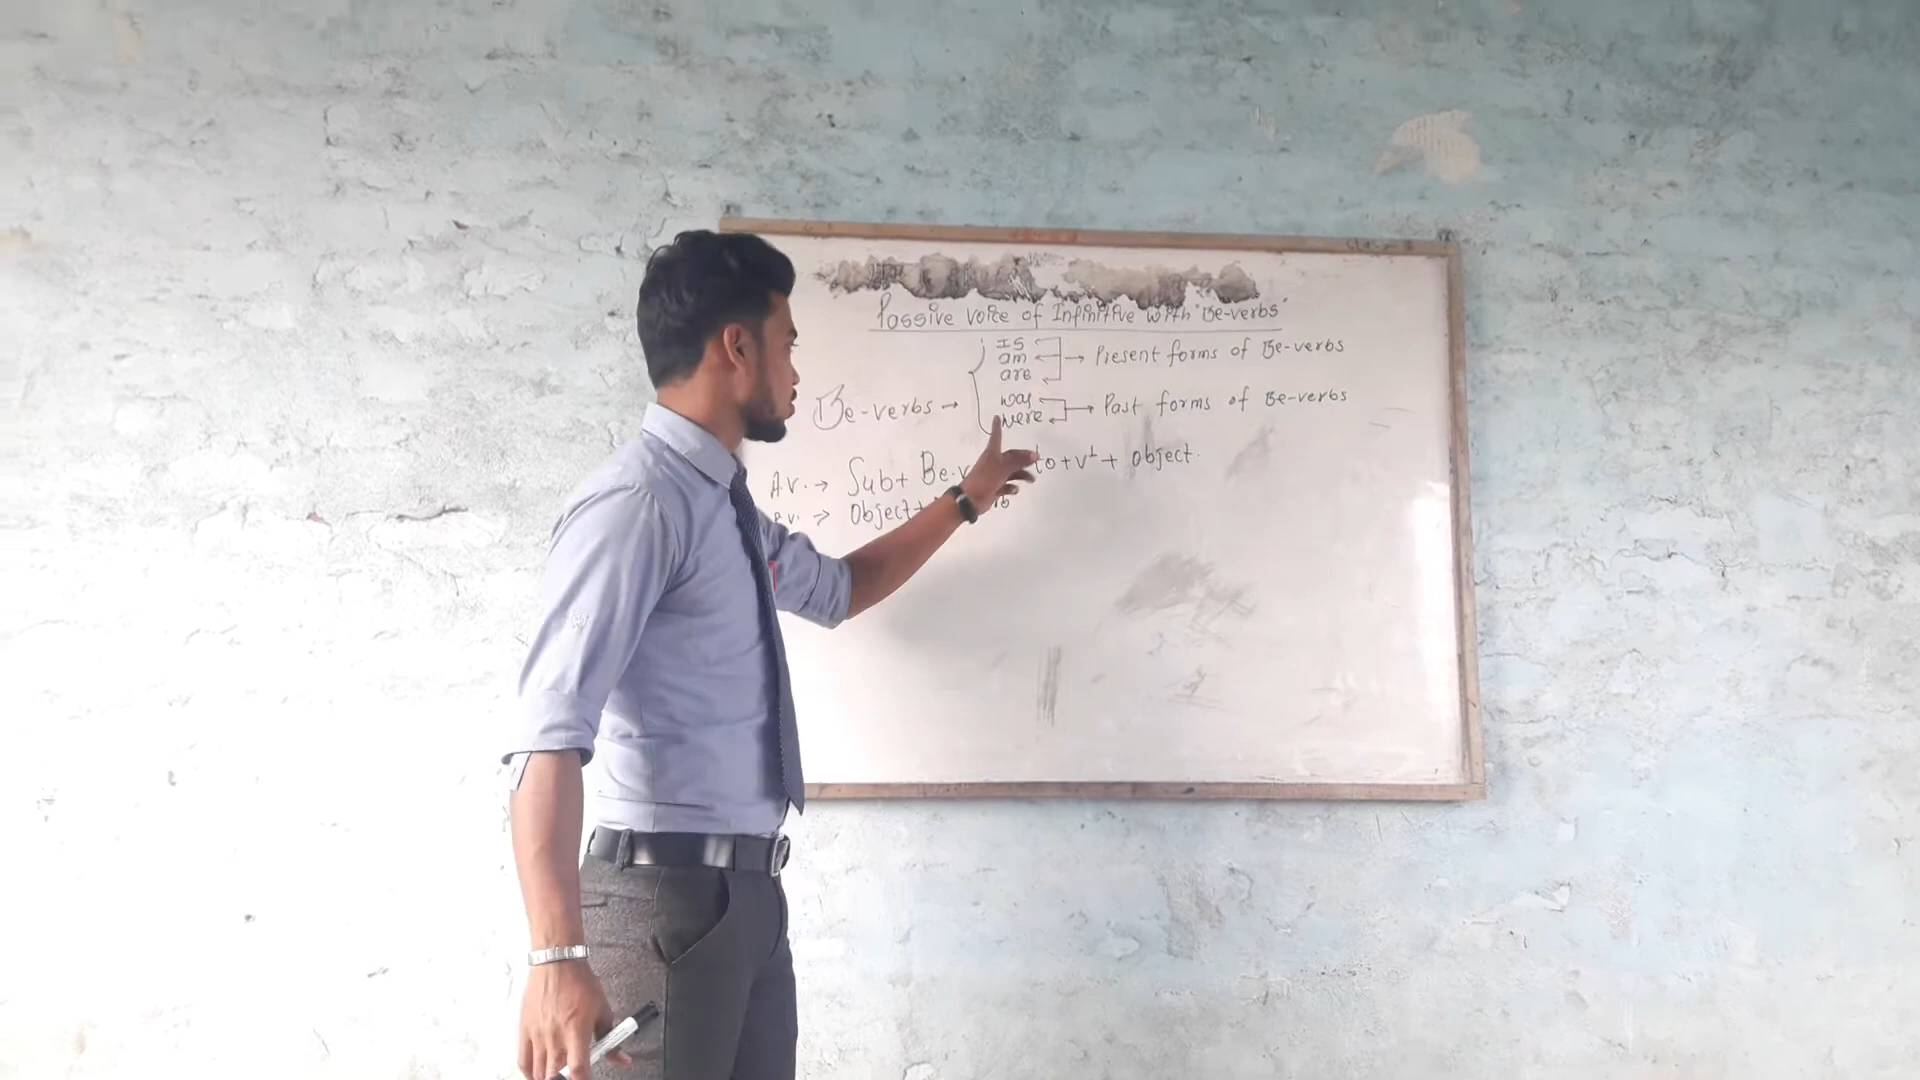 Passive Voice of Infinitive with "Be-verbs"
Is
am
are
→ Present forms of Be-verbs
Be-verbs →
was
were
→ Past forms of Be-verbs
A.V. → Sub+ Be-v to+V¹+ Object.
P.V. → Object+